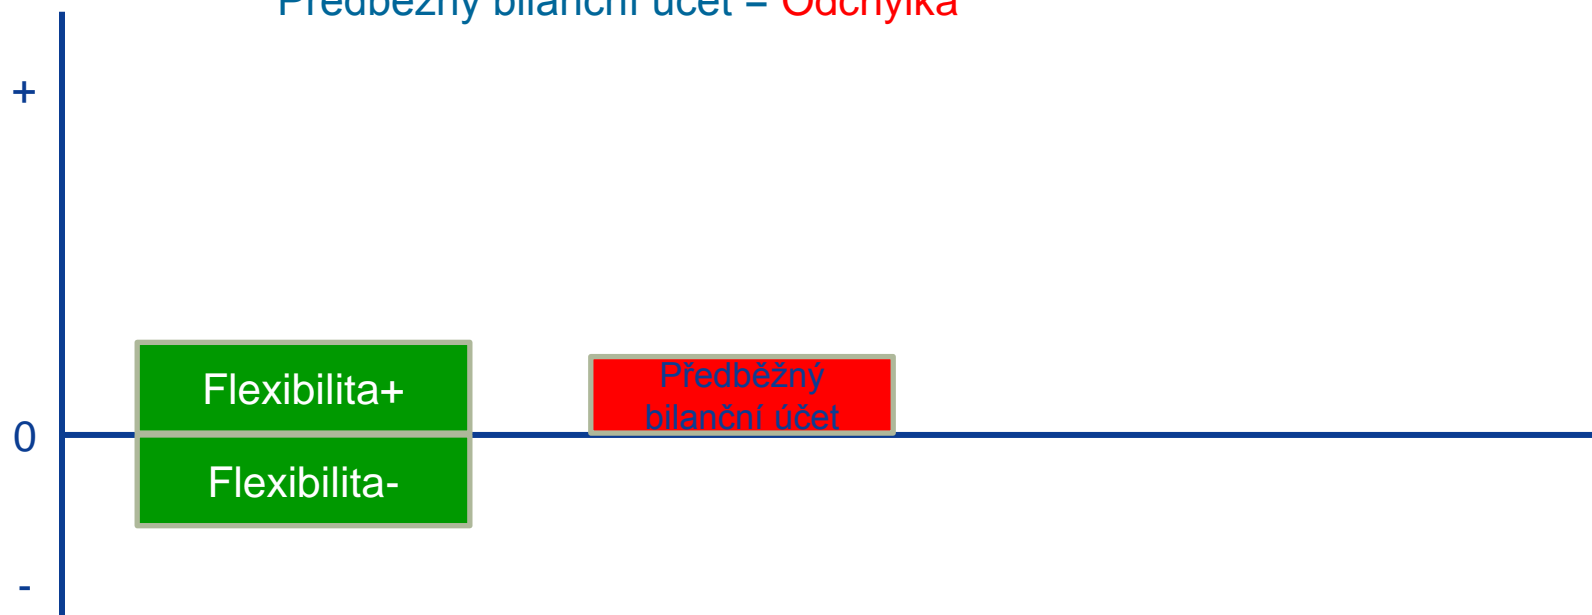 Předběžný bilanční účet = Odchylka
+
Flexibilita+
Předběžný
bilanční účet
0
Flexibilita-
-